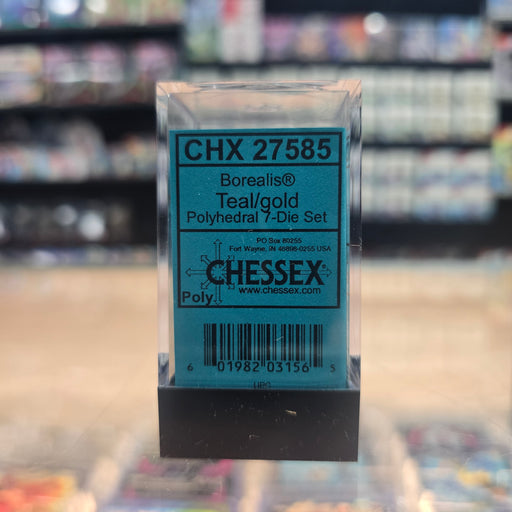 CHX 27585
Borealis®
Teal/gold
Polyhedral 7-Die Set
PO Box 80255
Fort Wayne, IN 46898-0255 USA
CHESSEX®
www.chessex.com
Poly
6 01982 03156 5
UPC